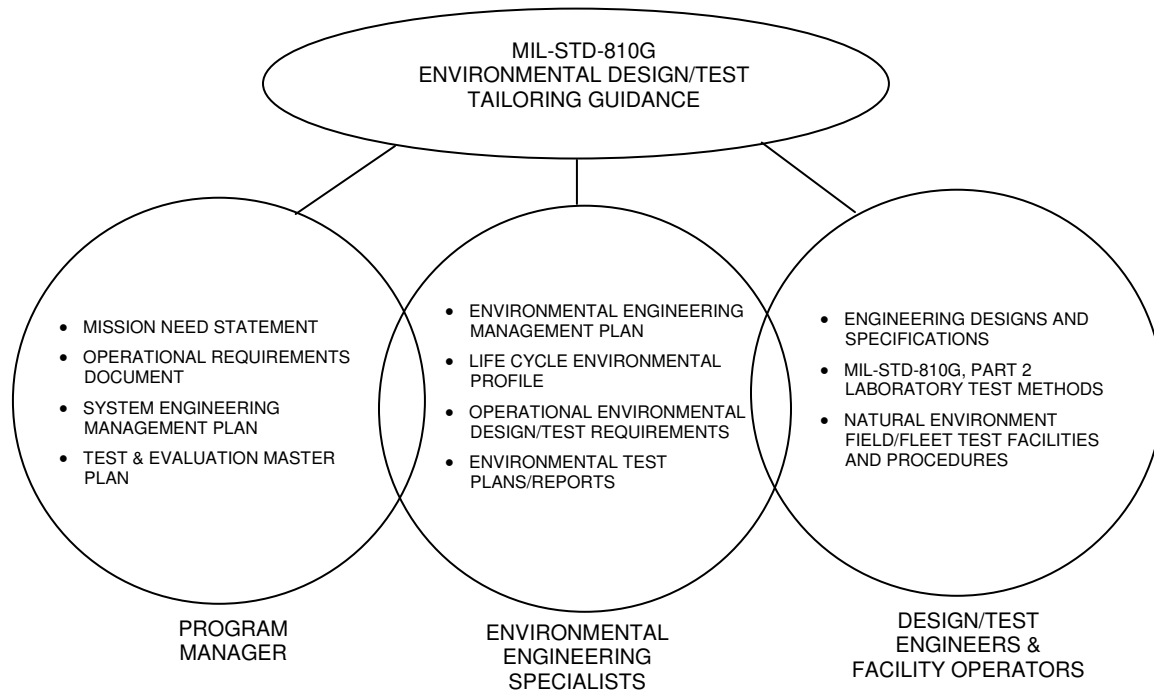 MIL-STD-810G
ENVIRONMENTAL DESIGN/TEST
TAILORING GUIDANCE
• MISSION NEED STATEMENT
• OPERATIONAL REQUIREMENTS
DOCUMENT
• SYSTEM ENGINEERING
MANAGEMENT PLAN
• TEST & EVALUATION MASTER
PLAN
• ENVIRONMENTAL ENGINEERING
MANAGEMENT PLAN
• LIFE CYCLE ENVIRONMENTAL
PROFILE
• OPERATIONAL ENVIRONMENTAL
DESIGN/TEST REQUIREMENTS
• ENVIRONMENTAL TEST
PLANS/REPORTS
• ENGINEERING DESIGNS AND
SPECIFICATIONS
• MIL-STD-810G, PART 2
LABORATORY TEST METHODS
• NATURAL ENVIRONMENT
FIELD/FLEET TEST FACILITIES
AND PROCEDURES
PROGRAM
MANAGER
ENVIRONMENTAL
ENGINEERING
SPECIALISTS
DESIGN/TEST
ENGINEERS &
FACILITY OPERATORS